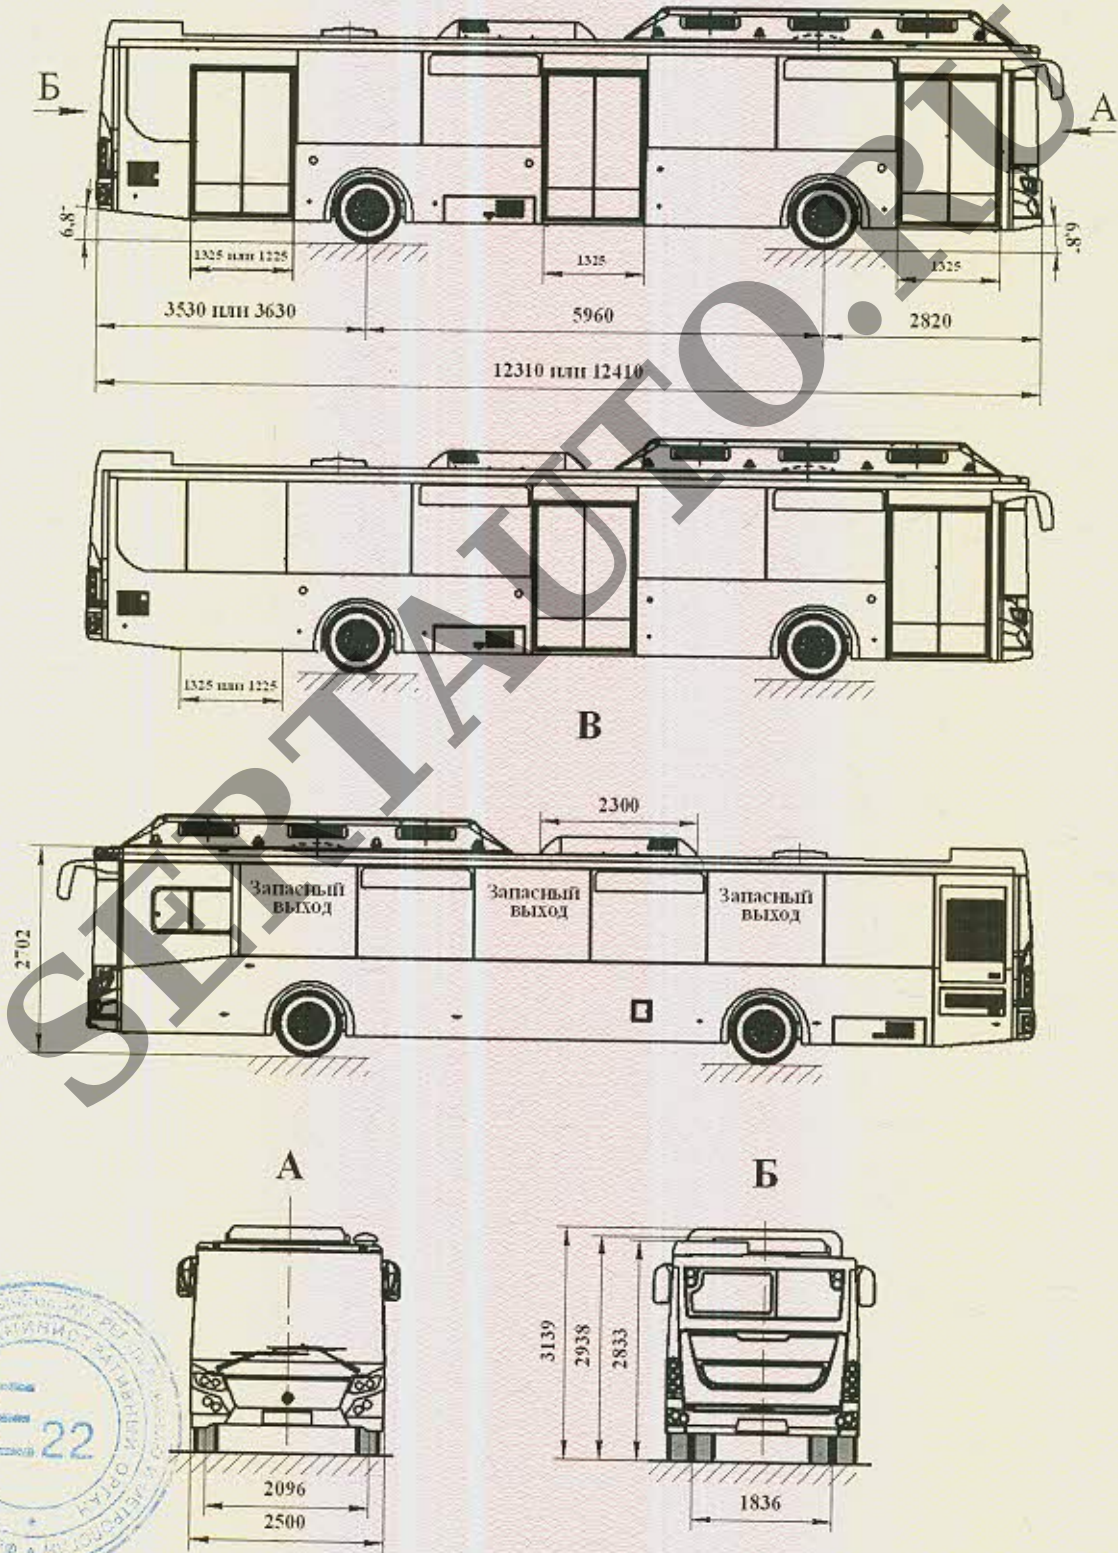 Б
А
6,8°
6,8°
1325 или 1225
1325
1325
3530 или 3630
5960
2820
12310 или 12410
1325 или 1225
В
2300
Запасный
выход
Запасный
выход
Запасный
выход
2702
А
Б
3139
2938
2833
2096
2500
1836
22
SERTAUTO.RU